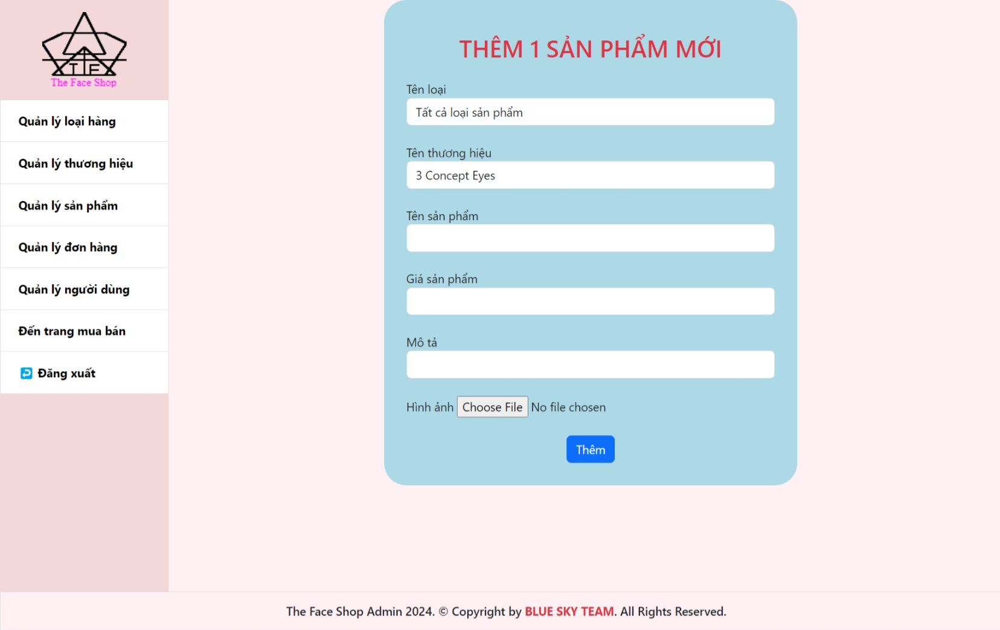 TF
The Face Shop
Quản lý loại hàng
Quản lý thương hiệu
Quản lý sản phẩm
Quản lý đơn hàng
Quản lý người dùng
Đến trang mua bán
Đăng xuất
THÊM 1 SẢN PHẨM MỚI
Tên loại
Tất cả loại sản phẩm
Tên thương hiệu
3 Concept Eyes
Tên sản phẩm
Giá sản phẩm
Mô tả
Hình ảnh Choose File No file chosen
Thêm
The Face Shop Admin 2024. © Copyright by BLUE SKY TEAM. All Rights Reserved.